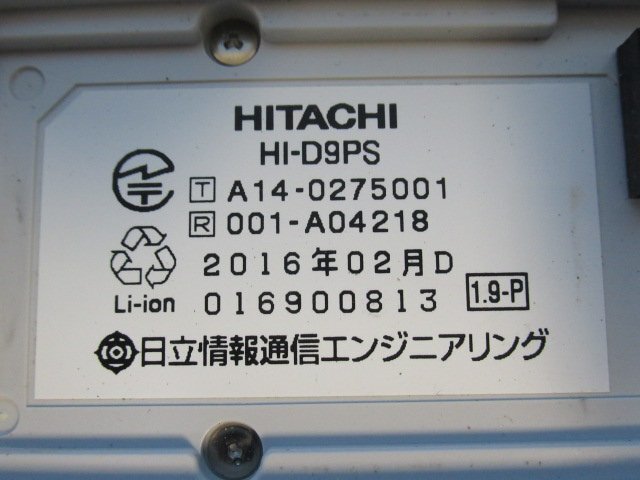 HITACHI
HI-D9PS
T A14-0275001
R 001-A04218
2016年02月D
Li-ion 016900813 1.9-P
日立情報通信エンジニアリング